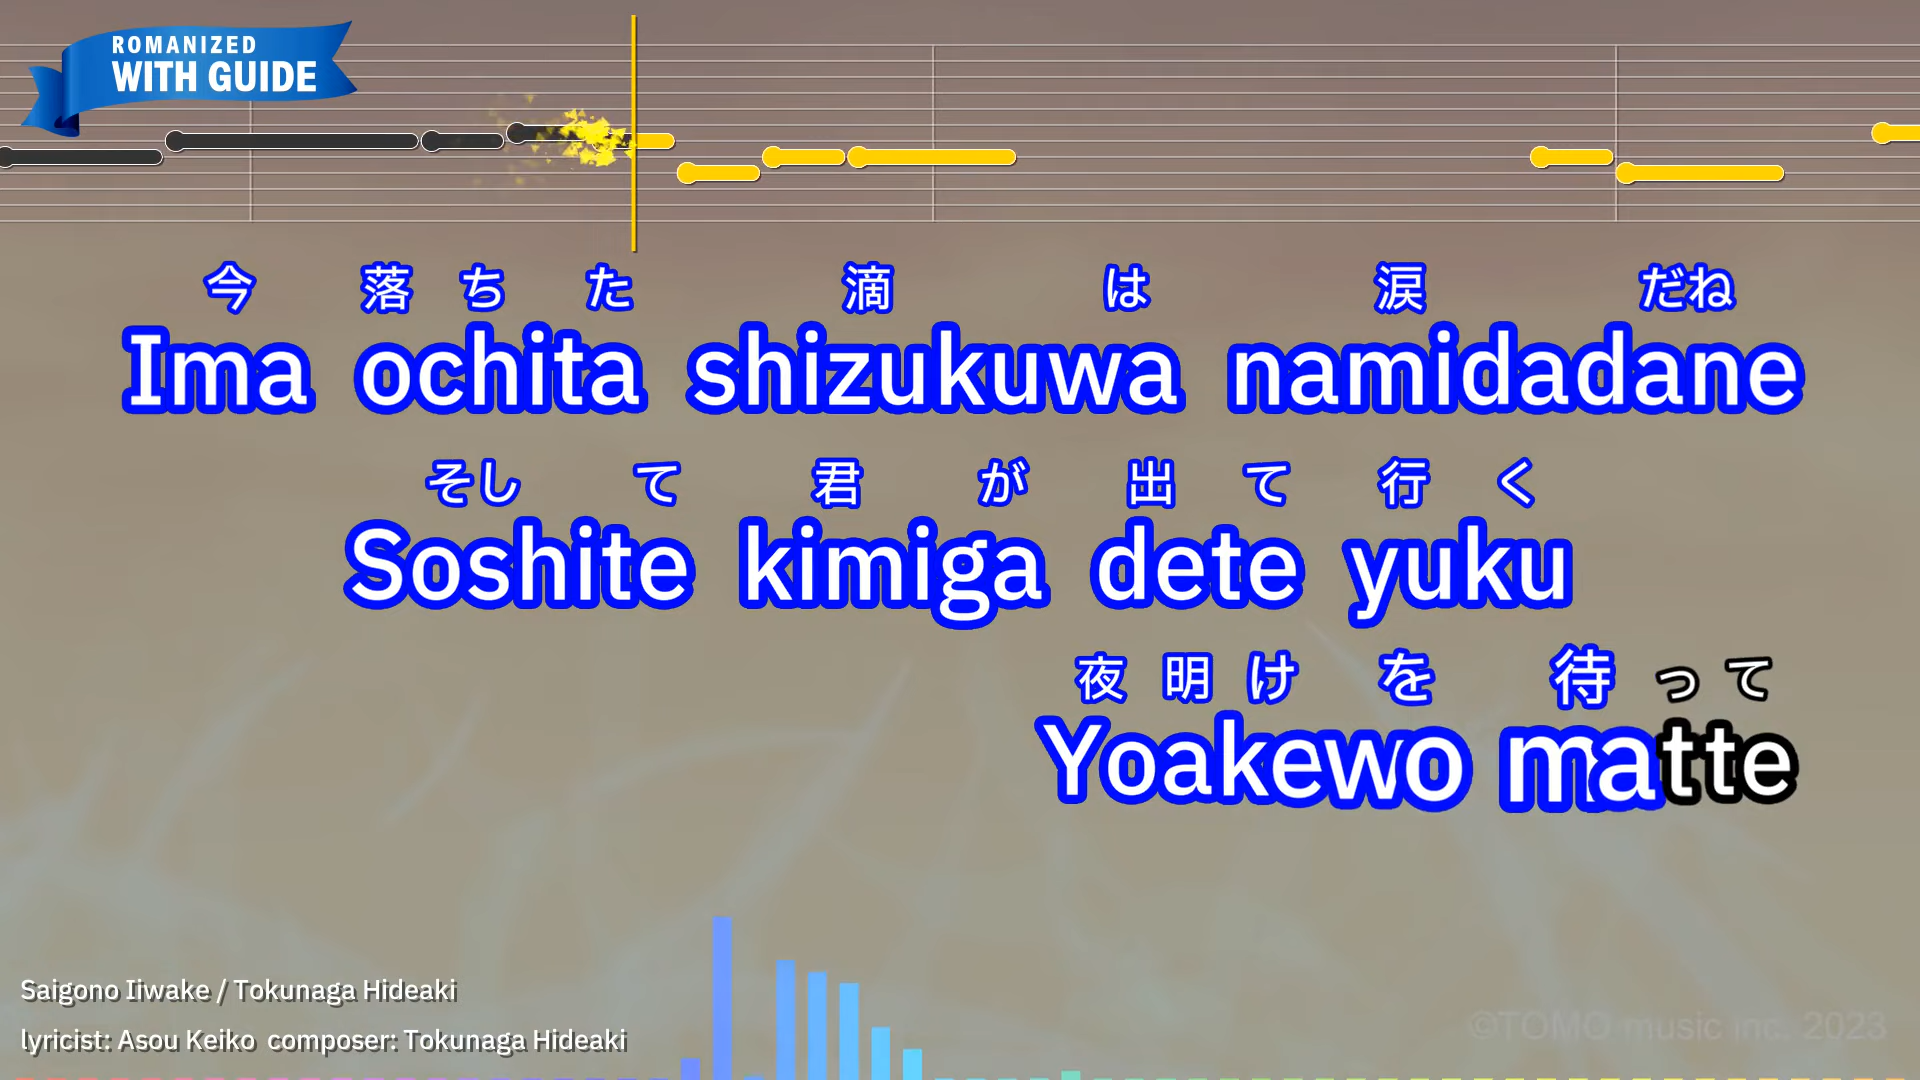 ROMANIZED
WITH GUIDE
今 落ちた 滴は 涙だね
Ima ochita shizukuwa namidadane
そして 君が 出て 行く
Soshite kimiga dete yuku
夜明けを 待って
Yoakewo matte
Saigono Iiwake / Tokunaga Hideaki
lyricist: Asou Keiko composer: Tokunaga Hideaki
©TOMO music inc. 2023